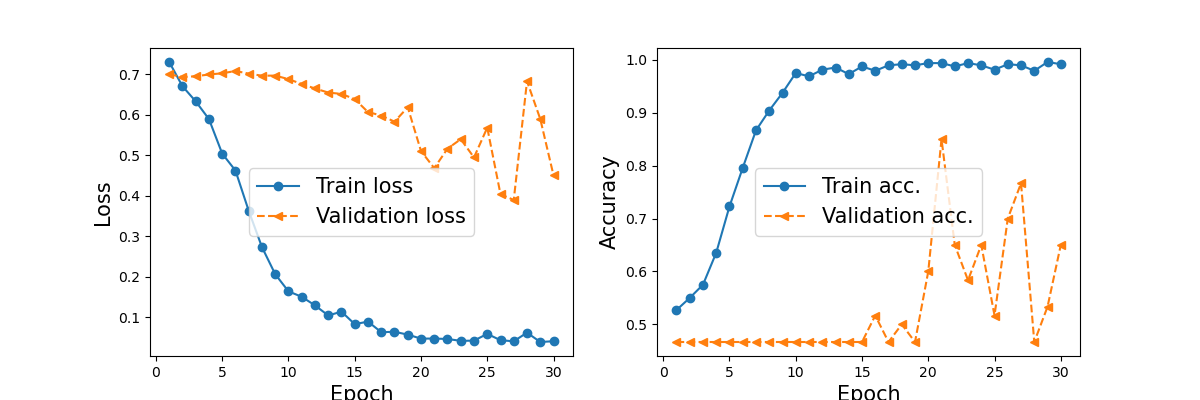 0.7
0.6
0.5
0.4
0.3
0.2
0.1
Loss
Train loss
Validation loss
0 5 10 15 20 25 30
Epoch
1.0
0.9
0.8
0.7
0.6
0.5
Accuracy
Train acc.
Validation acc.
0 5 10 15 20 25 30
Epoch